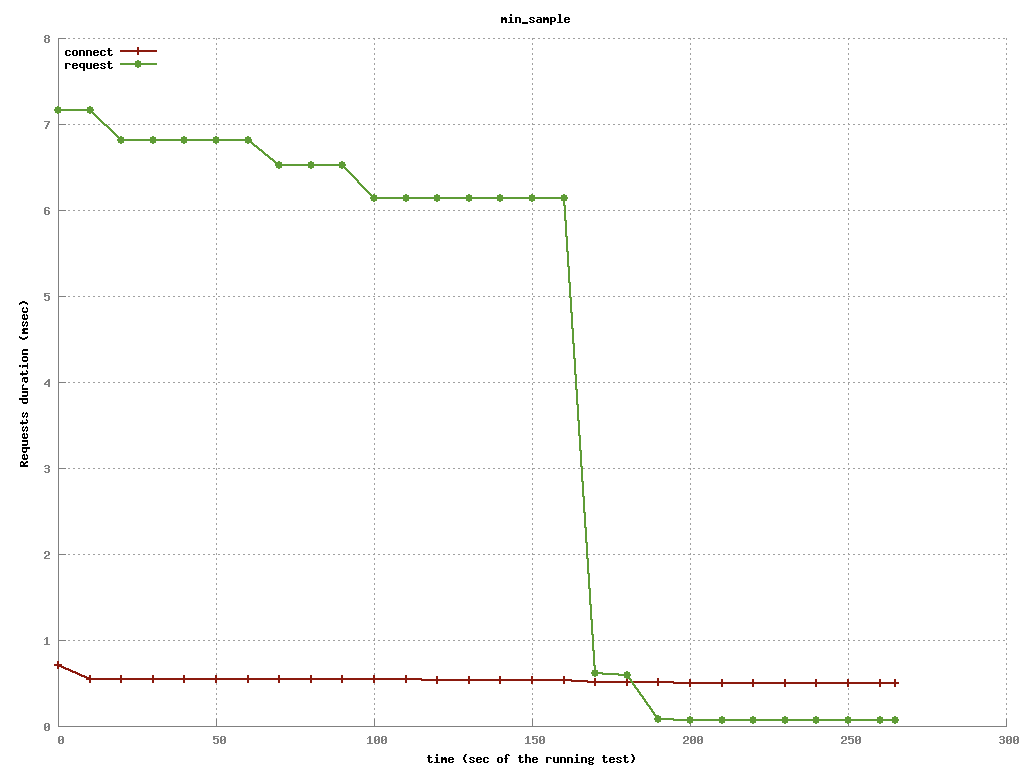 min_sample
connect
request
8
7
6
5
4
3
2
1
0
Requests duration (msec)
0 50 100 150 200 250 300
time (sec of the running test)